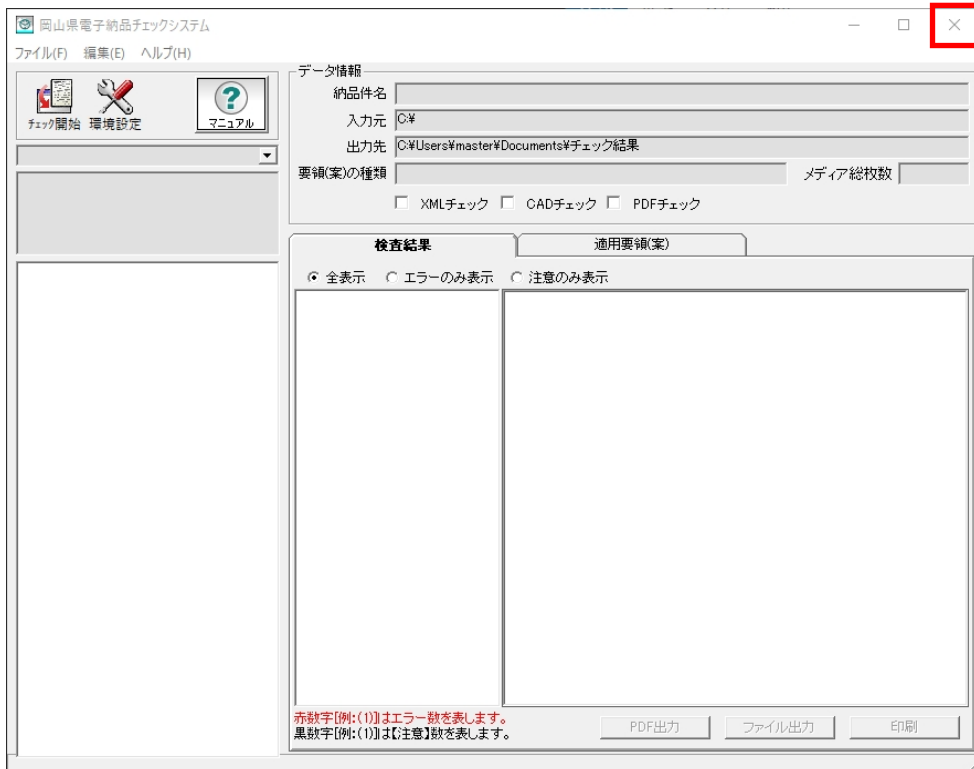 岡山県電子納品チェックシステム
ファイル(F) 編集(E) ヘルプ(H)
チェック開始 環境設定 マニュアル
データ情報
納品件名
入力元 C:¥
出力先 C:¥Users¥master¥Documents¥チェック結果
要領(案)の種類 メディア総枚数
XMLチェック CADチェック PDFチェック
検査結果 適用要領(案)
全表示 エラーのみ表示 注意のみ表示
赤数字[例:(1)]はエラー数を表します。
黒数字[例:(1)]は【注意】数を表します。
PDF出力 ファイル出力 印刷